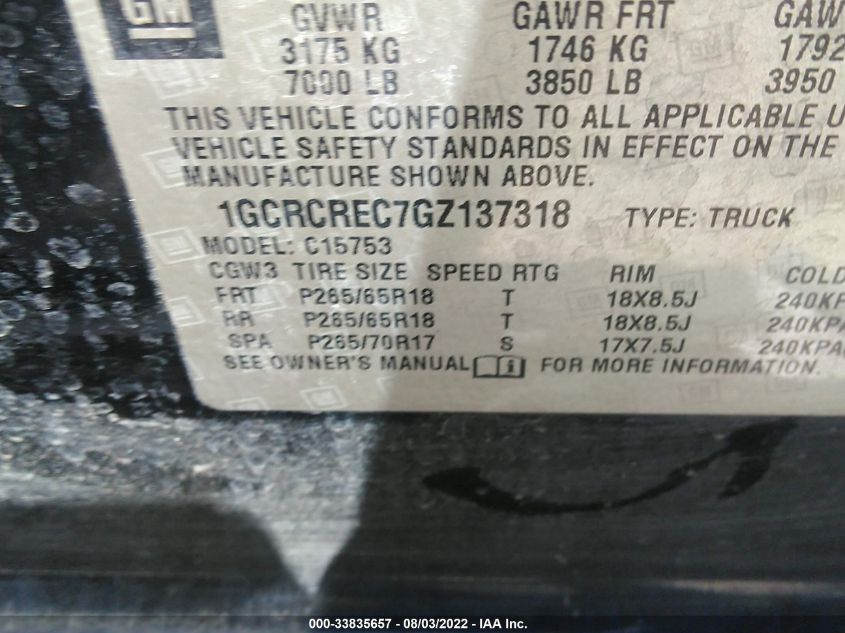 GM
GVWR GAWR FRT GAW
3175 KG 1746 KG 1792
7000 LB 3850 LB 3950
THIS VEHICLE CONFORMS TO ALL APPLICABLE U
VEHICLE SAFETY STANDARDS IN EFFECT ON THE
MANUFACTURE SHOWN ABOVE.
1GCRCREC7GZ137318 TYPE: TRUCK
MODEL: C15753
CGW3 TIRE SIZE SPEED RTG RIM COLD
FRT P265/65R18 T 18X8.5J 240KP
RR P265/65R18 T 18X8.5J 240KPA
SPA P265/70R17 S 17X7.5J 240KPA
SEE OWNER'S MANUAL i FOR MORE INFORMATION.
000-33835657 - 08/03/2022 - IAA Inc.